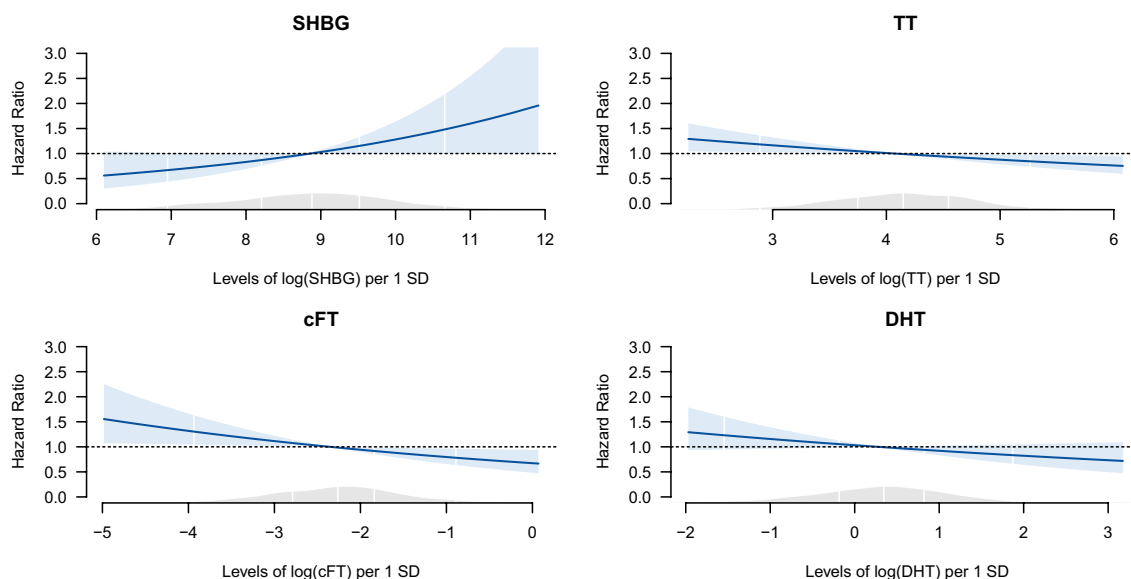 SHBG
Hazard Ratio
3.0
2.5
2.0
1.5
1.0
0.5
0.0
6 7 8 9 10 11 12
Levels of log(SHBG) per 1 SD
TT
Hazard Ratio
3.0
2.5
2.0
1.5
1.0
0.5
0.0
3 4 5 6
Levels of log(TT) per 1 SD
cFT
Hazard Ratio
3.0
2.5
2.0
1.5
1.0
0.5
0.0
−5 −4 −3 −2 −1 0
Levels of log(cFT) per 1 SD
DHT
Hazard Ratio
3.0
2.5
2.0
1.5
1.0
0.5
0.0
−2 −1 0 1 2 3
Levels of log(DHT) per 1 SD